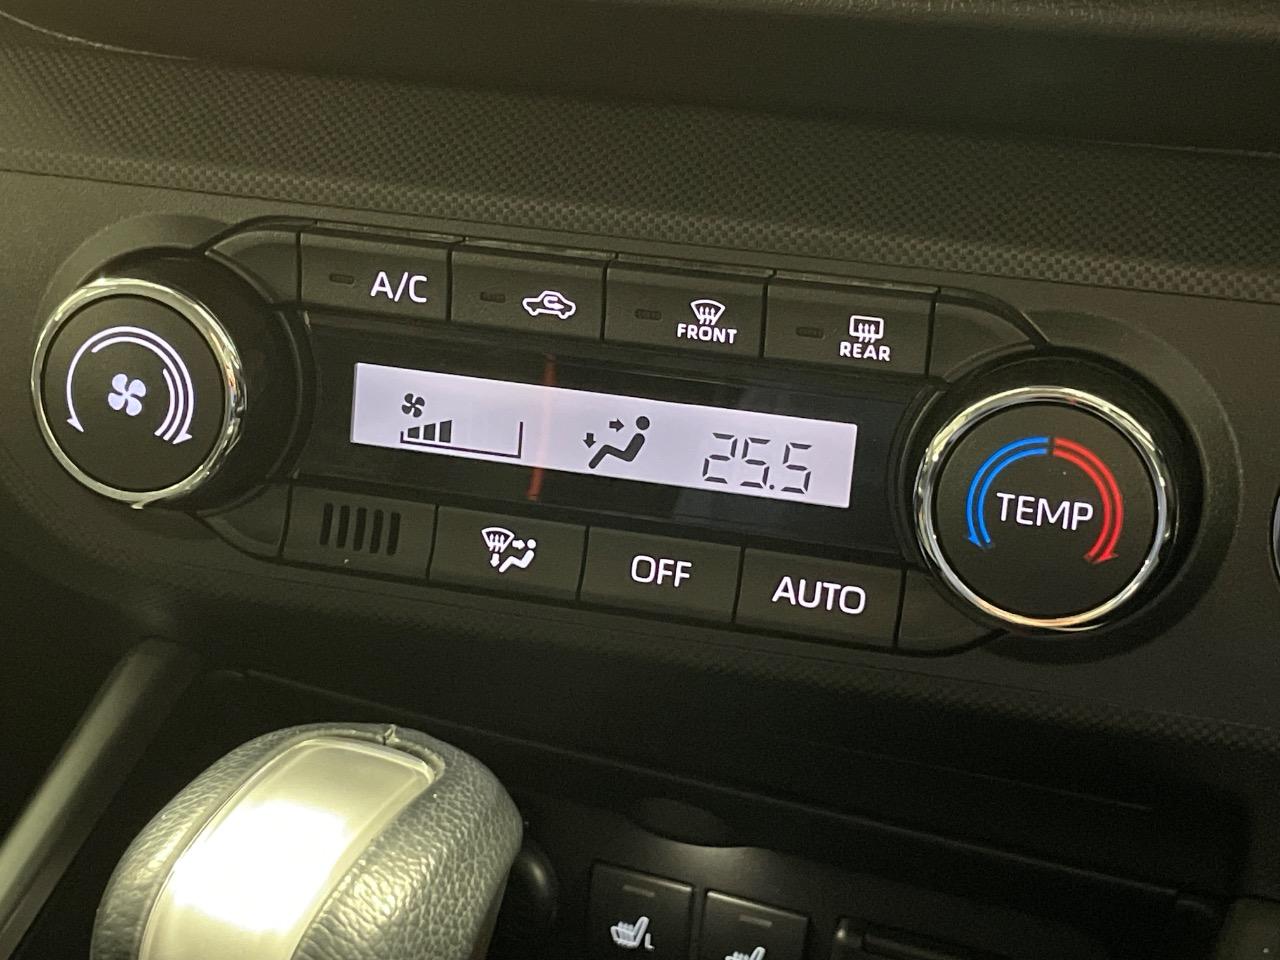 A/C
FRONT
REAR
25.5
TEMP
OFF
AUTO
L